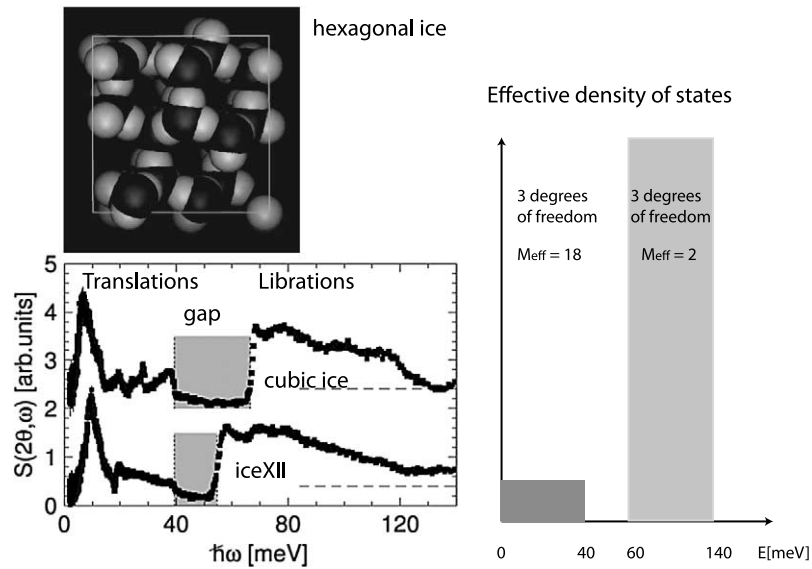 hexagonal ice
Effective density of states
3 degrees
of freedom
Meff = 18
3 degrees
of freedom
Meff = 2
0
40
60
140
E[meV]
5
4
3
2
1
0
S(2θ,ω) [arb.units]
Translations
Librations
gap
cubic ice
iceXII
0
40
80
120
ħω [meV]